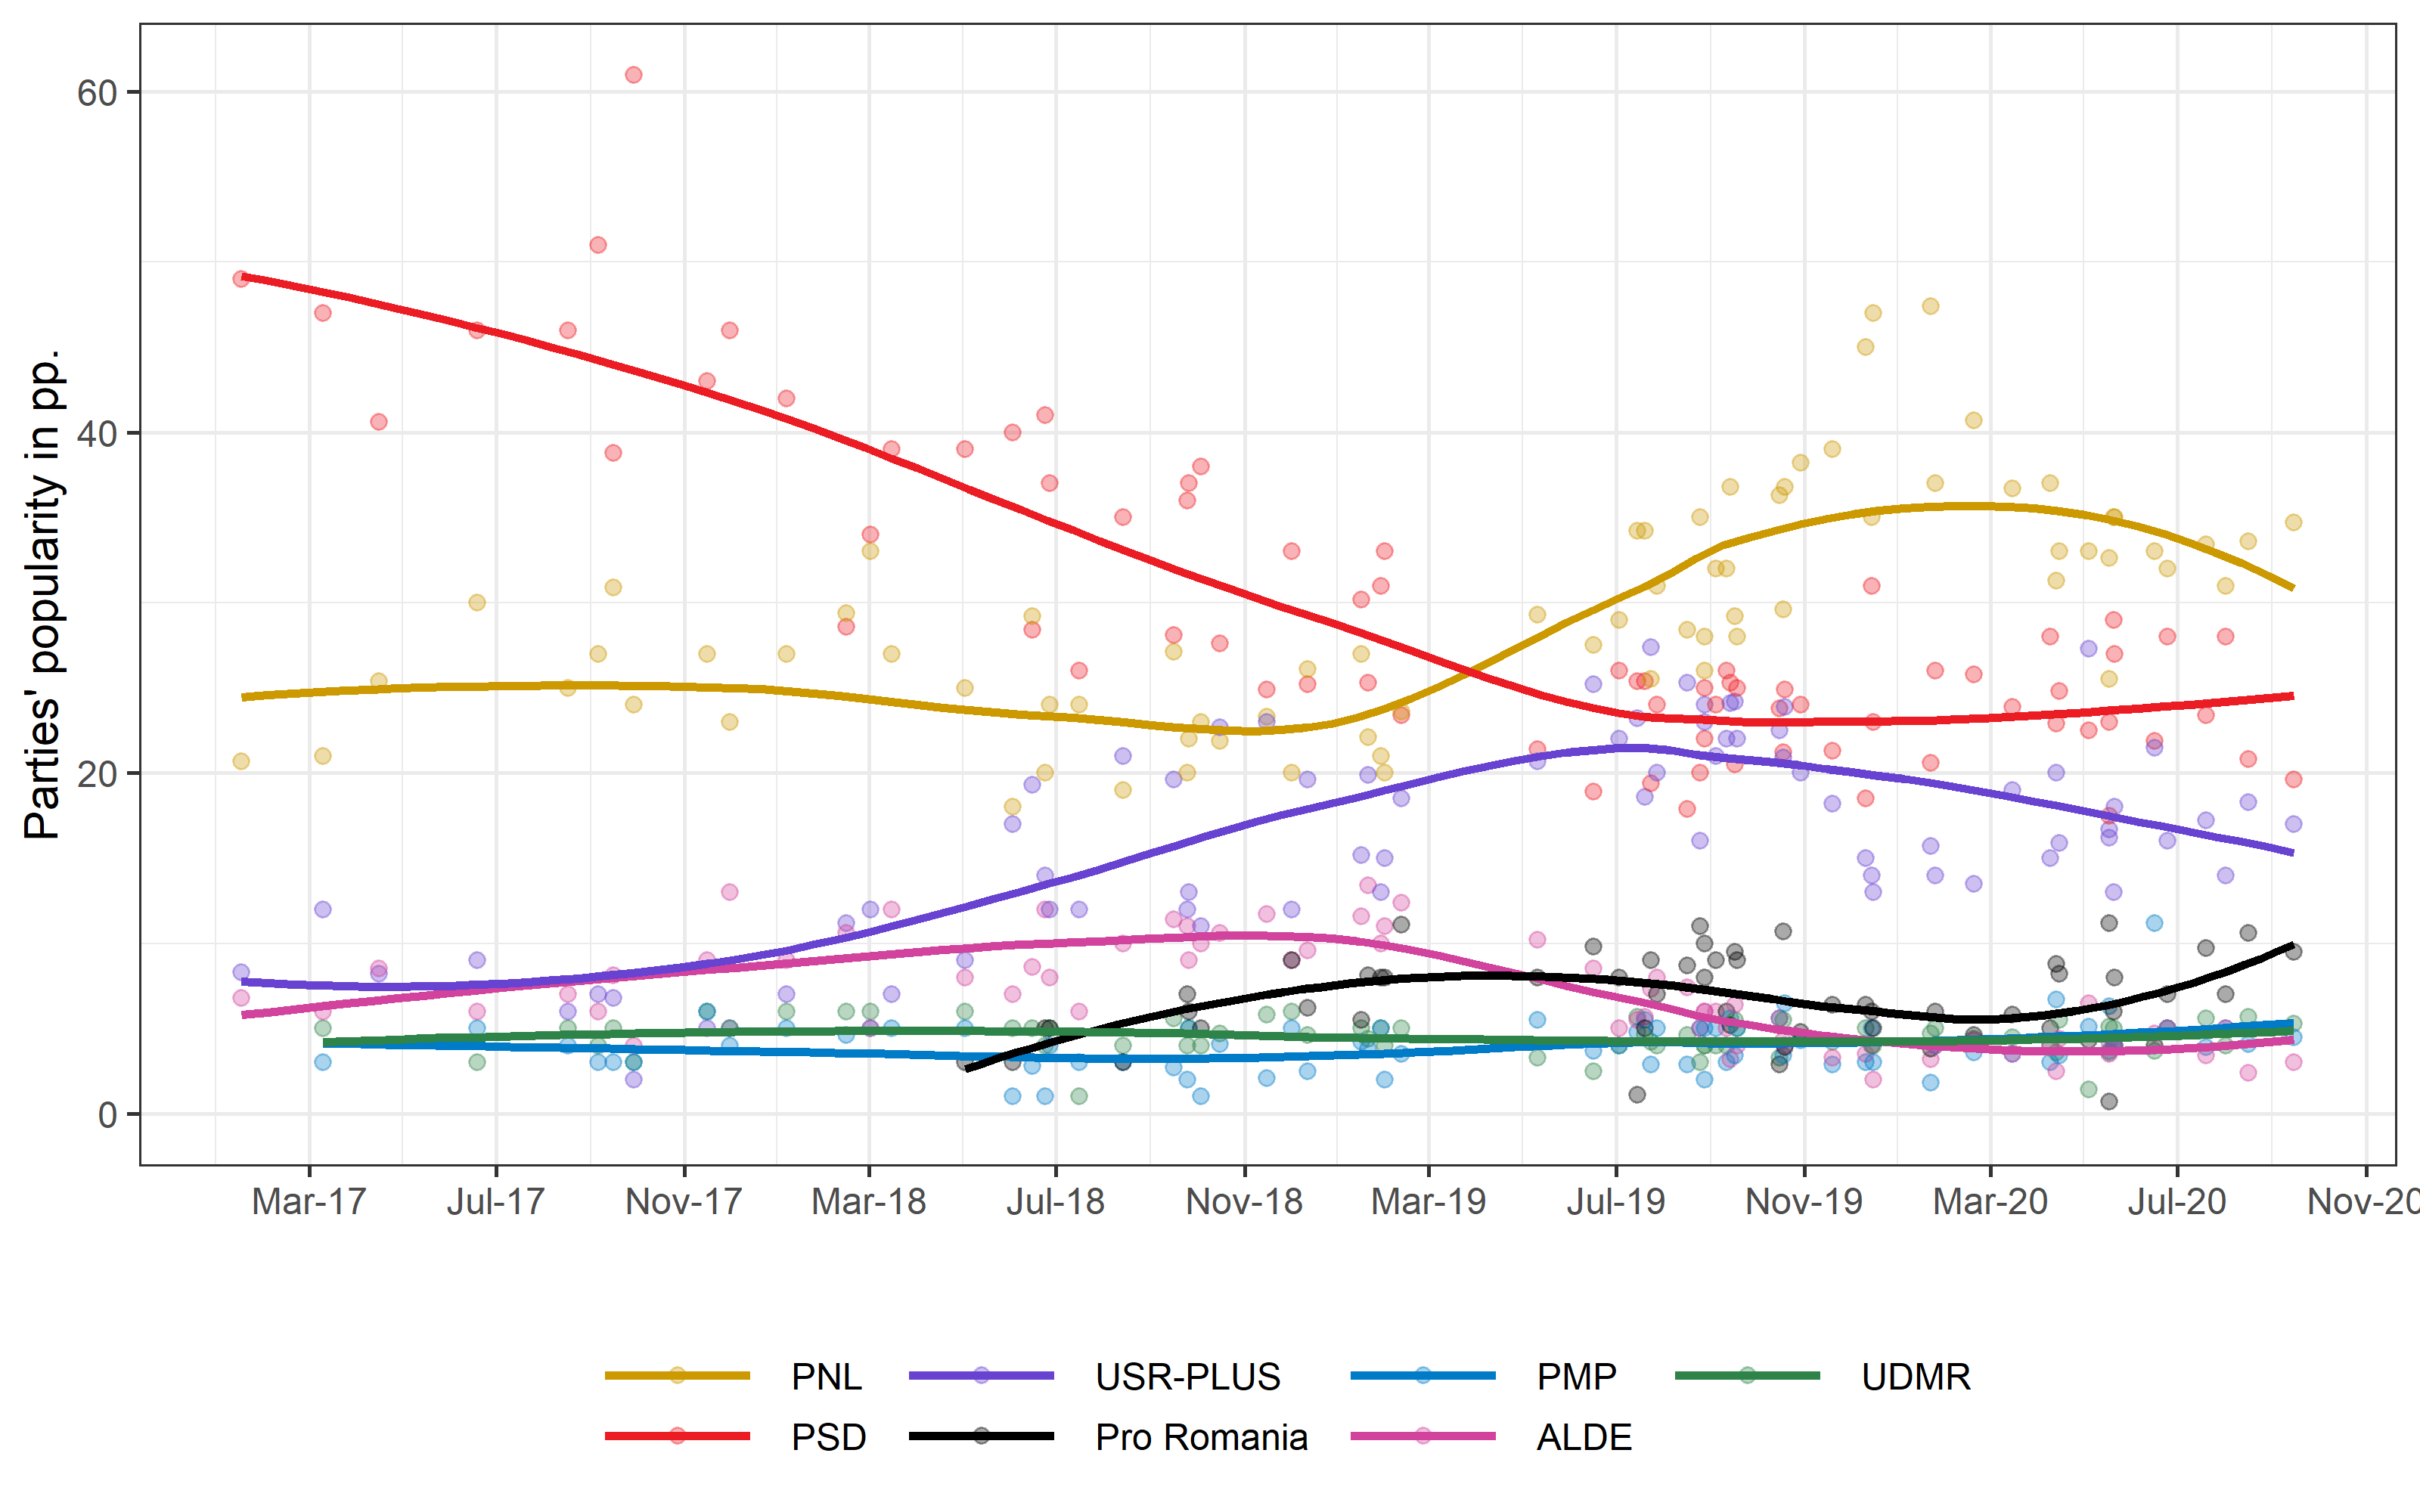 Parties' popularity in pp.
60
40
20
0
Mar-17 Jul-17 Nov-17 Mar-18 Jul-18 Nov-18 Mar-19 Jul-19 Nov-19 Mar-20 Jul-20 Nov-20
PNL USR-PLUS PMP UDMR
PSD Pro Romania ALDE